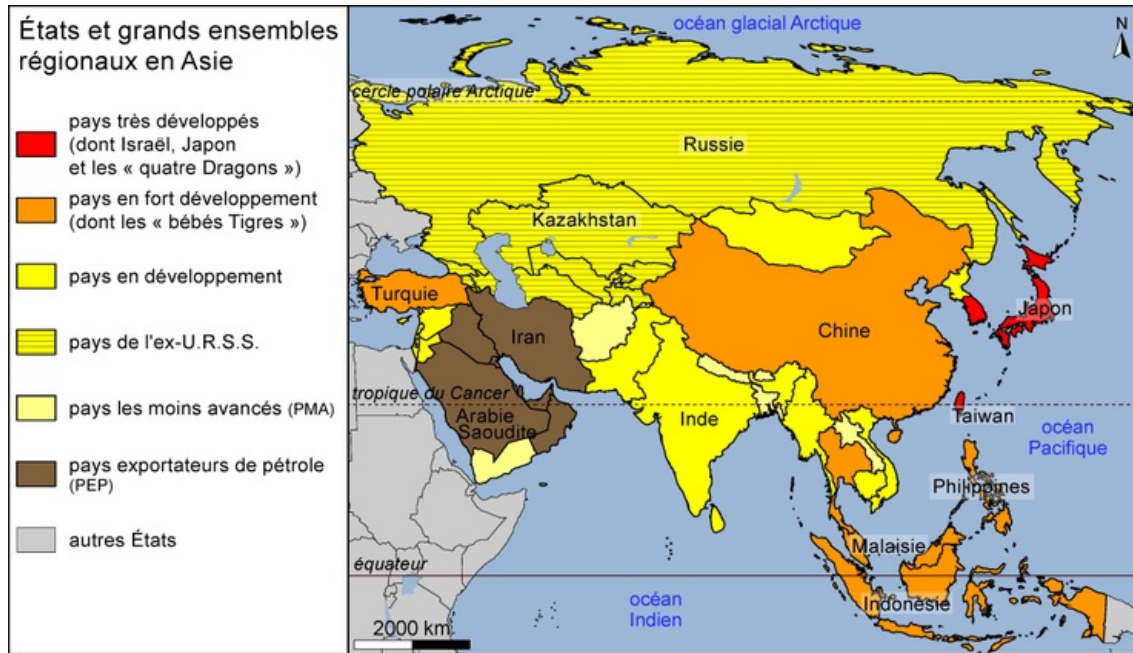 États et grands ensembles
régionaux en Asie
pays très développés
(dont Israël, Japon
et les « quatre Dragons »)
pays en fort développement
(dont les « bébés Tigres »)
pays en développement
pays de l'ex-U.R.S.S.
pays les moins avancés (PMA)
pays exportateurs de pétrole
(PEP)
autres États
océan glacial Arctique
N
cercle polaire Arctique
Russie
Kazakhstan
Turquie
Iran
Chine
Japon
tropique du Cancer
Arabie
Saoudite
Inde
Taiwan
océan
Pacifique
Philippines
Malaisie
équateur
Indonésie
océan
Indien
2000 km